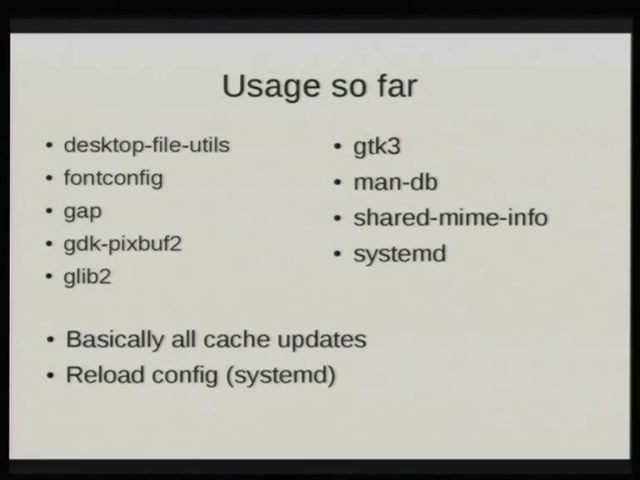 Usage so far
• desktop-file-utils
• fontconfig
• gap
• gdk-pixbuf2
• glib2
• gtk3
• man-db
• shared-mime-info
• systemd
• Basically all cache updates
• Reload config (systemd)